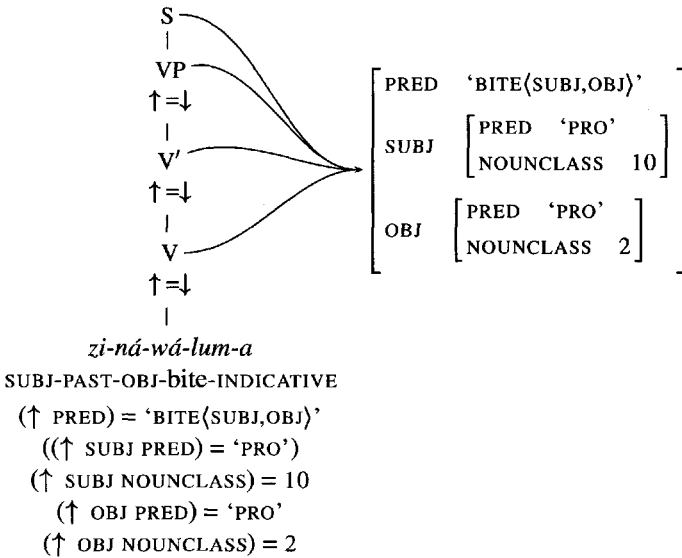 S
|
VP
↑=↓
|
V′
↑=↓
|
V
↑=↓
|
zi-ná-wá-lum-a
SUBJ-PAST-OBJ-bite-INDICATIVE
(↑ PRED) = ‘BITE⟨SUBJ,OBJ⟩’
((↑ SUBJ PRED) = ‘PRO’)
(↑ SUBJ NOUNCLASS) = 10
(↑ OBJ PRED) = ‘PRO’
(↑ OBJ NOUNCLASS) = 2
PRED ‘BITE⟨SUBJ,OBJ⟩’
SUBJ [PRED ‘PRO’
NOUNCLASS 10]
OBJ [PRED ‘PRO’
NOUNCLASS 2]